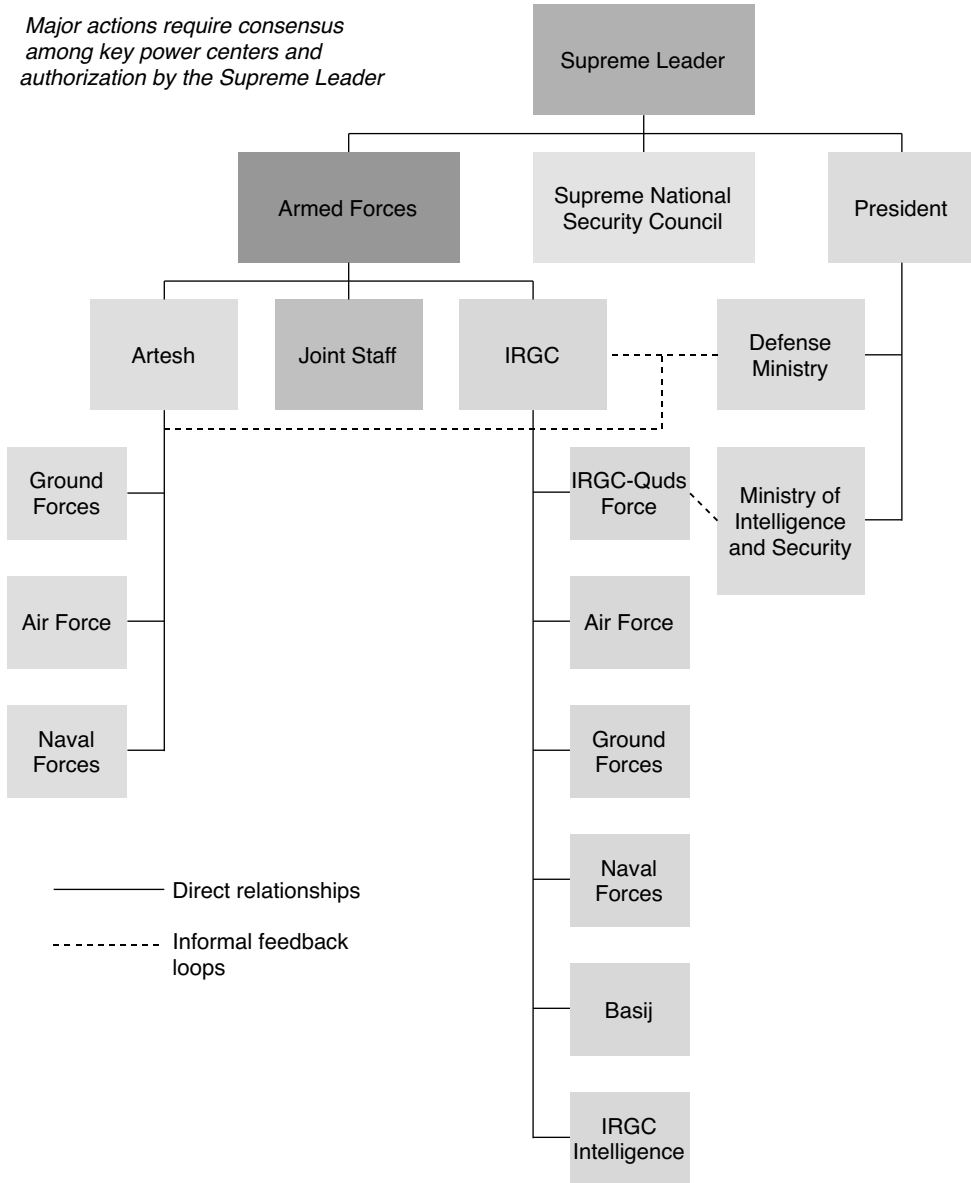 Major actions require consensus
among key power centers and
authorization by the Supreme Leader
Supreme Leader
Armed Forces
Supreme National
Security Council
President
Artesh
Joint Staff
IRGC
Defense
Ministry
Ground
Forces
IRGC-Quds
Force
Ministry of
Intelligence
and Security
Air Force
Air Force
Naval
Forces
Ground
Forces
Naval
Forces
Direct relationships
Informal feedback
loops
Basij
IRGC
Intelligence